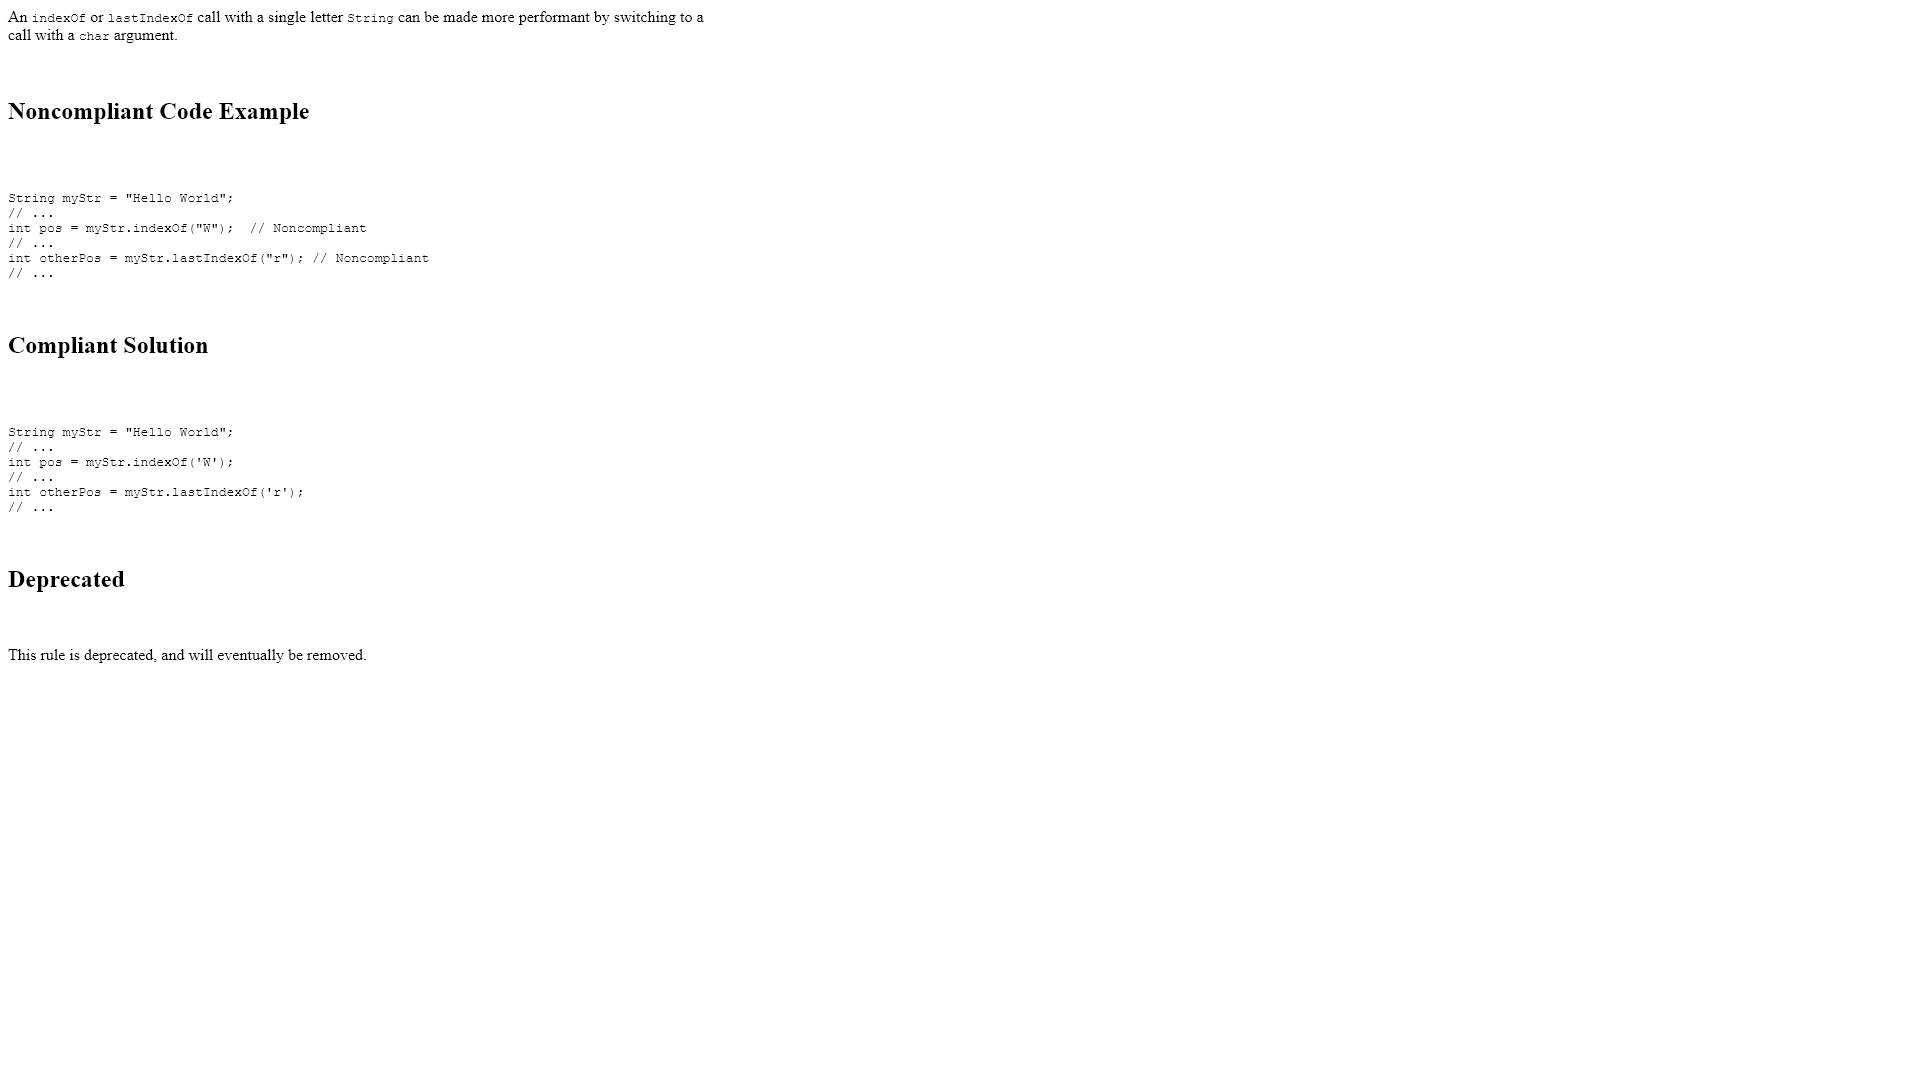 An indexOf or lastIndexOf call with a single letter String can be made more performant by switching to a
call with a char argument.
Noncompliant Code Example
String myStr = "Hello World";
// ...
int pos = myStr.indexOf("W");  // Noncompliant
// ...
int otherPos = myStr.lastIndexOf("r"); // Noncompliant
// ...
Compliant Solution
String myStr = "Hello World";
// ...
int pos = myStr.indexOf('W');
// ...
int otherPos = myStr.lastIndexOf('r');
// ...
Deprecated
This rule is deprecated, and will eventually be removed.